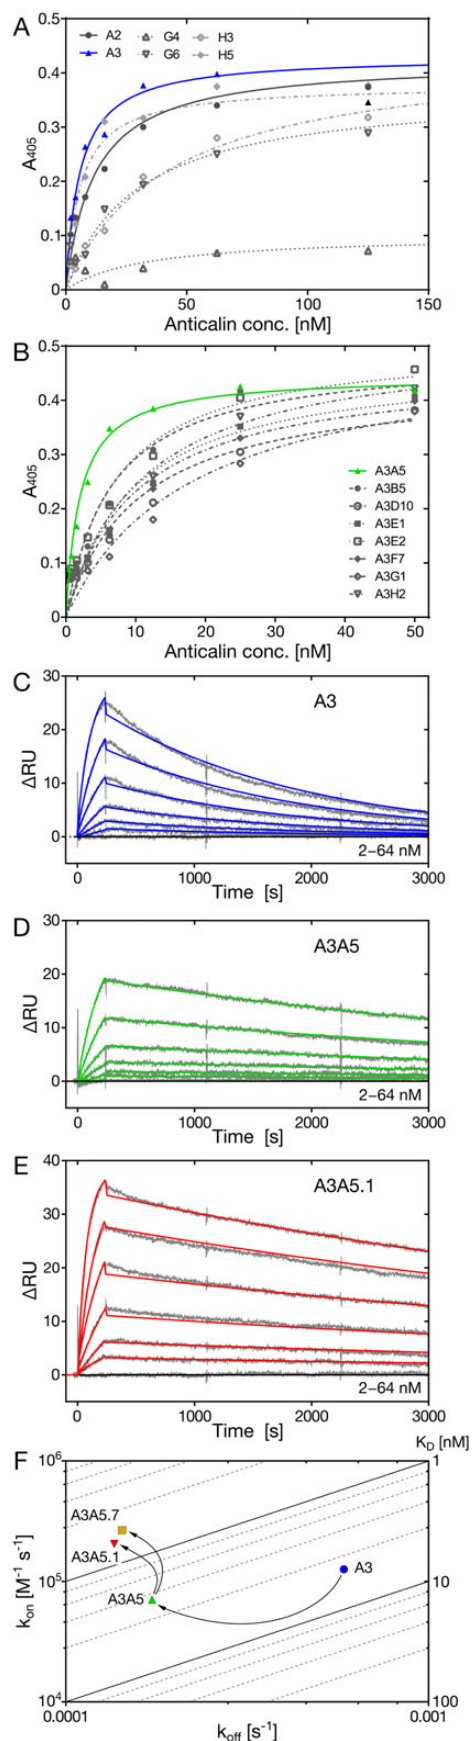 A
A2 G4 H3
A3 G6 H5
0.5
0.4
0.3
0.2
0.1
0
A405
0 50 100 150
Anticalin conc. [nM]
B
0.5
0.4
0.3
0.2
0.1
0
A405
A3A5
A3B5
A3D10
A3E1
A3E2
A3F7
A3G1
A3H2
0 10 20 30 40 50
Anticalin conc. [nM]
C
A3
30
20
10
0
ΔRU
2–64 nM
0 1000 2000 3000
Time [s]
D
A3A5
30
20
10
0
ΔRU
2–64 nM
0 1000 2000 3000
Time [s]
E
A3A5.1
40
30
20
10
0
ΔRU
2–64 nM
0 1000 2000 3000
Time [s]
KD [nM]
F
10⁶ 1
A3A5.7
A3A5.1
A3
10⁵ 10
A3A5
kon [M⁻¹ s⁻¹]
10⁴ 100
0.0001 0.001
koff [s⁻¹]